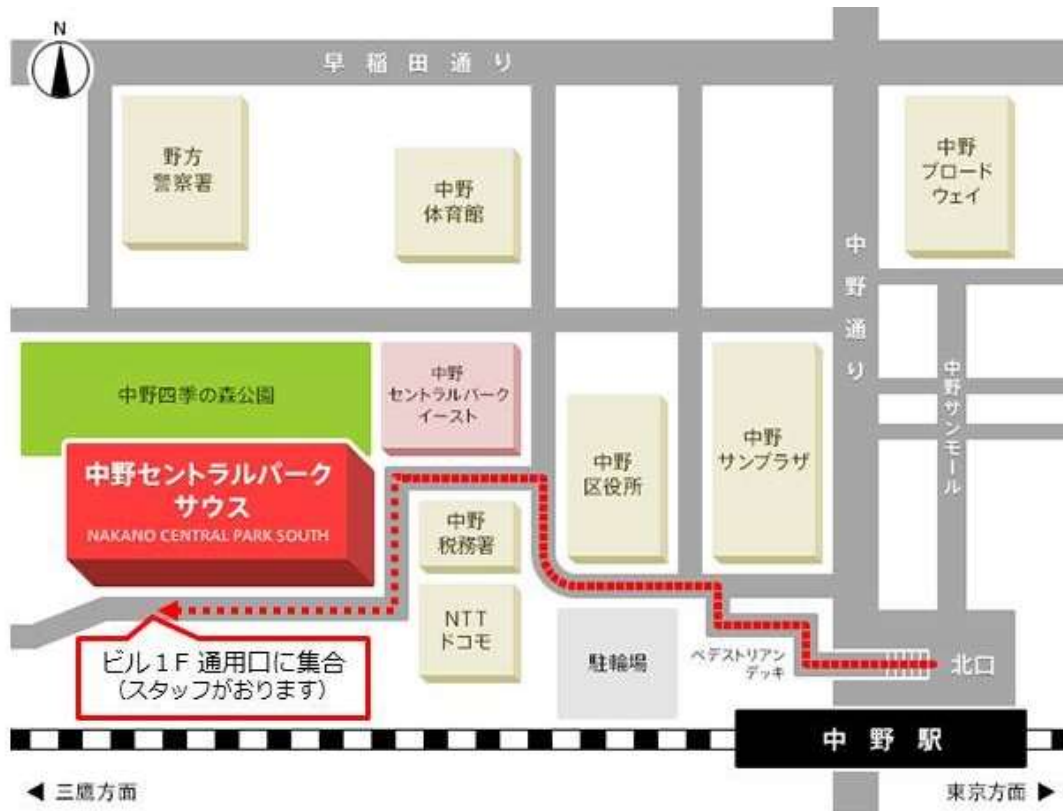 N
早稲田通り
野方
警察署
中野
体育館
中野
ブロード
ウェイ
中野通り
中野四季の森公園
中野
セントラルパーク
イースト
中野
区役所
中野
サンプラザ
中野サンモール
中野セントラルパーク
サウス
NAKANO CENTRAL PARK SOUTH
中野
税務署
NTT
ドコモ
駐輪場
ペデストリアン
デッキ
北口
ビル1F 通用口に集合
(スタッフがおります)
中野駅
◀ 三鷹方面
東京方面 ▶